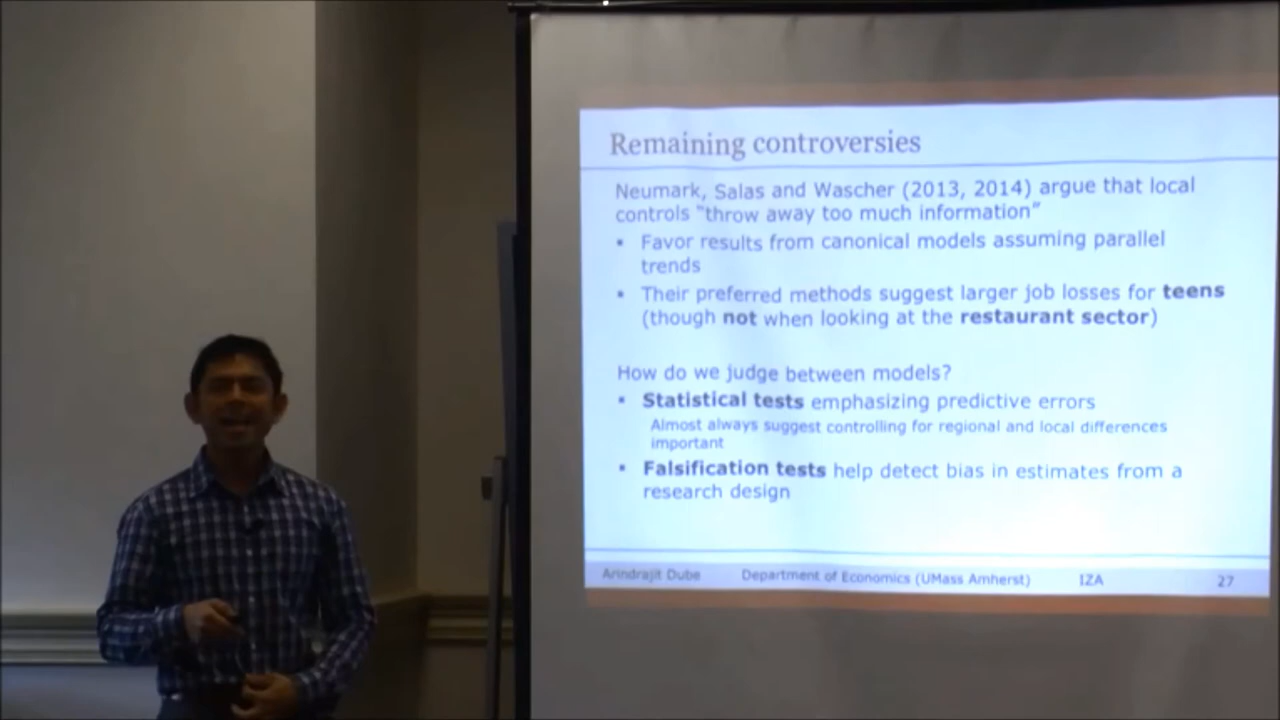 Remaining controversies
Neumark, Salas and Wascher (2013, 2014) argue that local
controls "throw away too much information"
▪ Favor results from canonical models assuming parallel
trends
▪ Their preferred methods suggest larger job losses for teens
(though not when looking at the restaurant sector)
How do we judge between models?
▪ Statistical tests emphasizing predictive errors
Almost always suggest controlling for regional and local differences
important
▪ Falsification tests help detect bias in estimates from a
research design
Arindrajit Dube Department of Economics (UMass Amherst) IZA 27